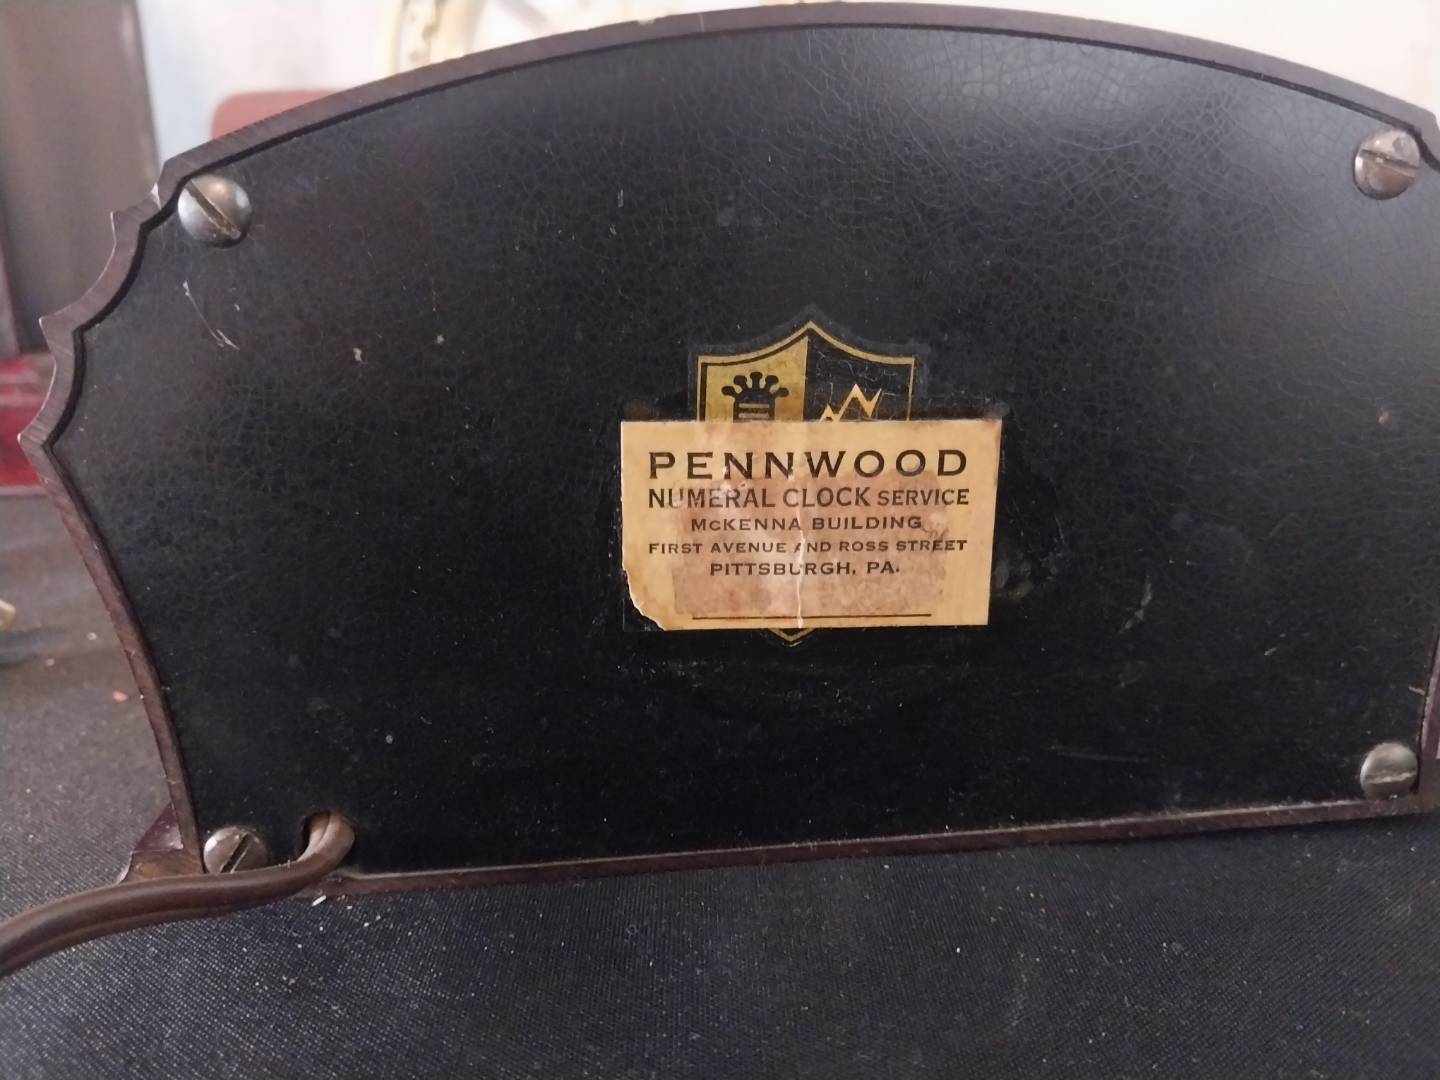 PENNWOOD
NUMERAL CLOCK SERVICE
McKENNA BUILDING
FIRST AVENUE AND ROSS STREET
PITTSBURGH, PA.